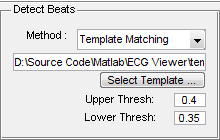 Detect Beats
Method : Template Matching
D:\Source Code\Matlab\ECG Viewer\tem
Select Template ...
Upper Thresh: 0.4
Lower Thresh: 0.35